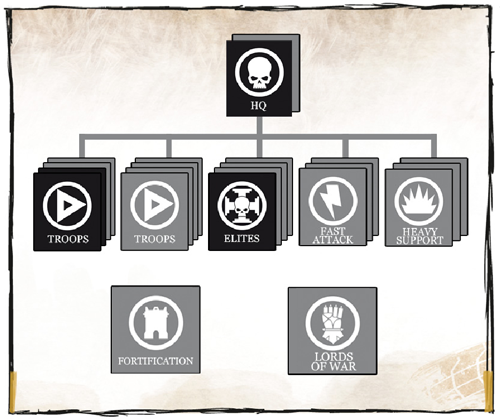 HQ
TROOPS
TROOPS
ELITES
FAST
ATTACK
HEAVY
SUPPORT
FORTIFICATION
LORDS
OF WAR